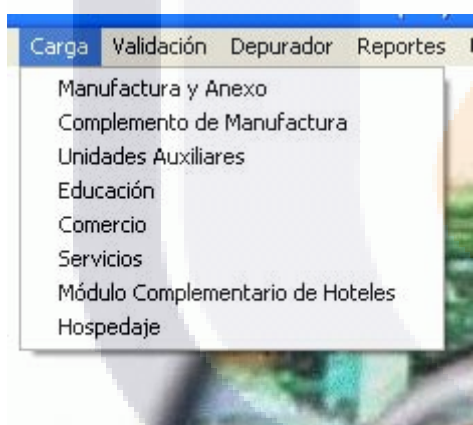 Carga Validación Depurador Reportes
Manufactura y Anexo
Complemento de Manufactura
Unidades Auxiliares
Educación
Comercio
Servicios
Módulo Complementario de Hoteles
Hospedaje